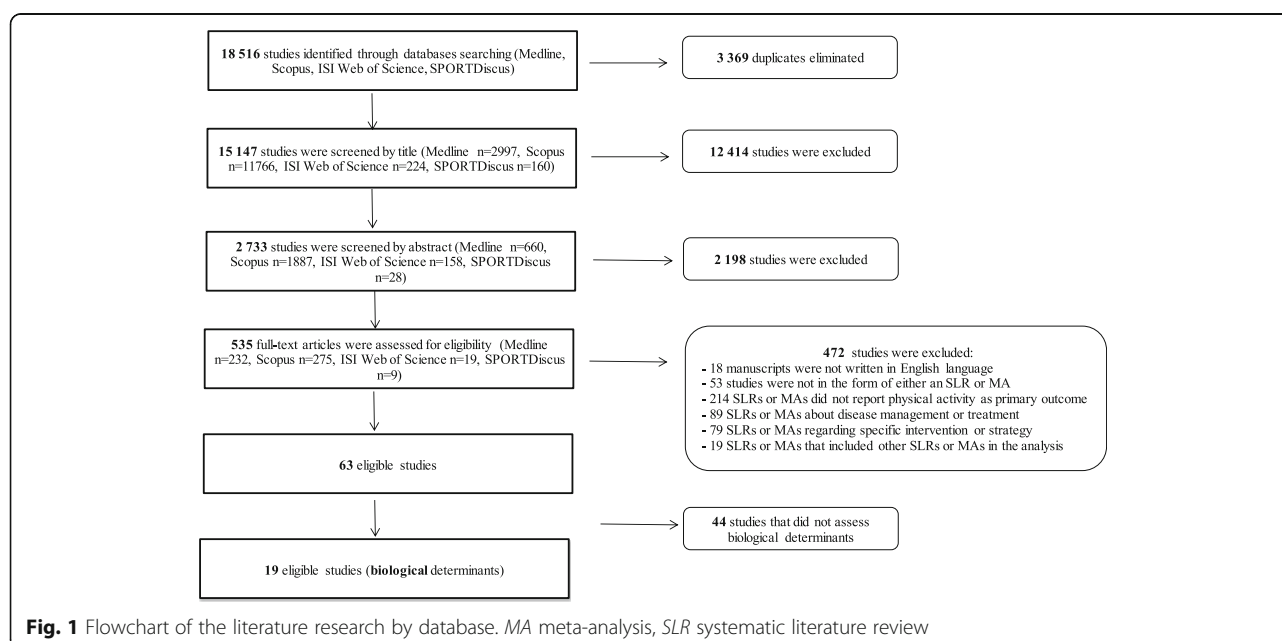 18 516 studies identified through databases searching (Medline,
Scopus, ISI Web of Science, SPORTDiscus)
3 369 duplicates eliminated
15 147 studies were screened by title (Medline n=2997, Scopus
n=11766, ISI Web of Science n=224, SPORTDiscus n=160)
12 414 studies were excluded
2 733 studies were screened by abstract (Medline n=660,
Scopus n=1887, ISI Web of Science n=158, SPORTDiscus
n=28)
2 198 studies were excluded
535 full-text articles were assessed for eligibility (Medline
n=232, Scopus n=275, ISI Web of Science n=19, SPORTDiscus
n=9)
472 studies were excluded:
- 18 manuscripts were not written in English language
- 53 studies were not in the form of either an SLR or MA
- 214 SLRs or MAs did not report physical activity as primary outcome
- 89 SLRs or MAs about disease management or treatment
- 79 SLRs or MAs regarding specific intervention or strategy
- 19 SLRs or MAs that included other SLRs or MAs in the analysis
63 eligible studies
44 studies that did not assess
biological determinants
19 eligible studies (biological determinants)
Fig. 1 Flowchart of the literature research by database. MA meta-analysis, SLR systematic literature review